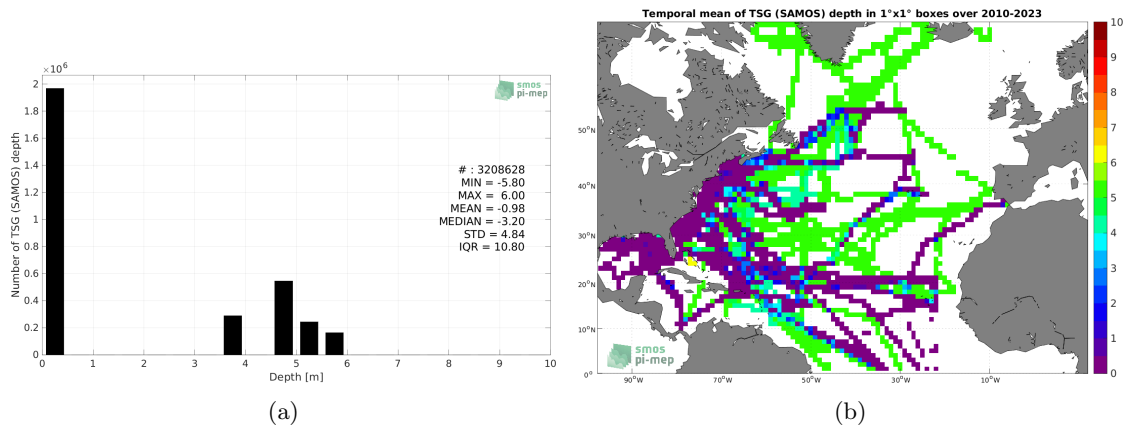 Temporal mean of TSG (SAMOS) depth in 1°x1° boxes over 2010-2023
×10⁶
2
1.8
1.6
1.4
1.2
1
0.8
0.6
0.4
0.2
0
Number of TSG (SAMOS) depth
smos
pi-mep
# : 3208628
MIN = -5.80
MAX = 6.00
MEAN = -0.98
MEDIAN = -3.20
STD = 4.84
IQR = 10.80
0 1 2 3 4 5 6 7 8 9 10
Depth [m]
50°N
40°N
30°N
20°N
10°N
0°
90°W 70°W 50°W 30°W 10°W
smos
pi-mep
10
9
8
7
6
5
4
3
2
1
0
(a) (b)